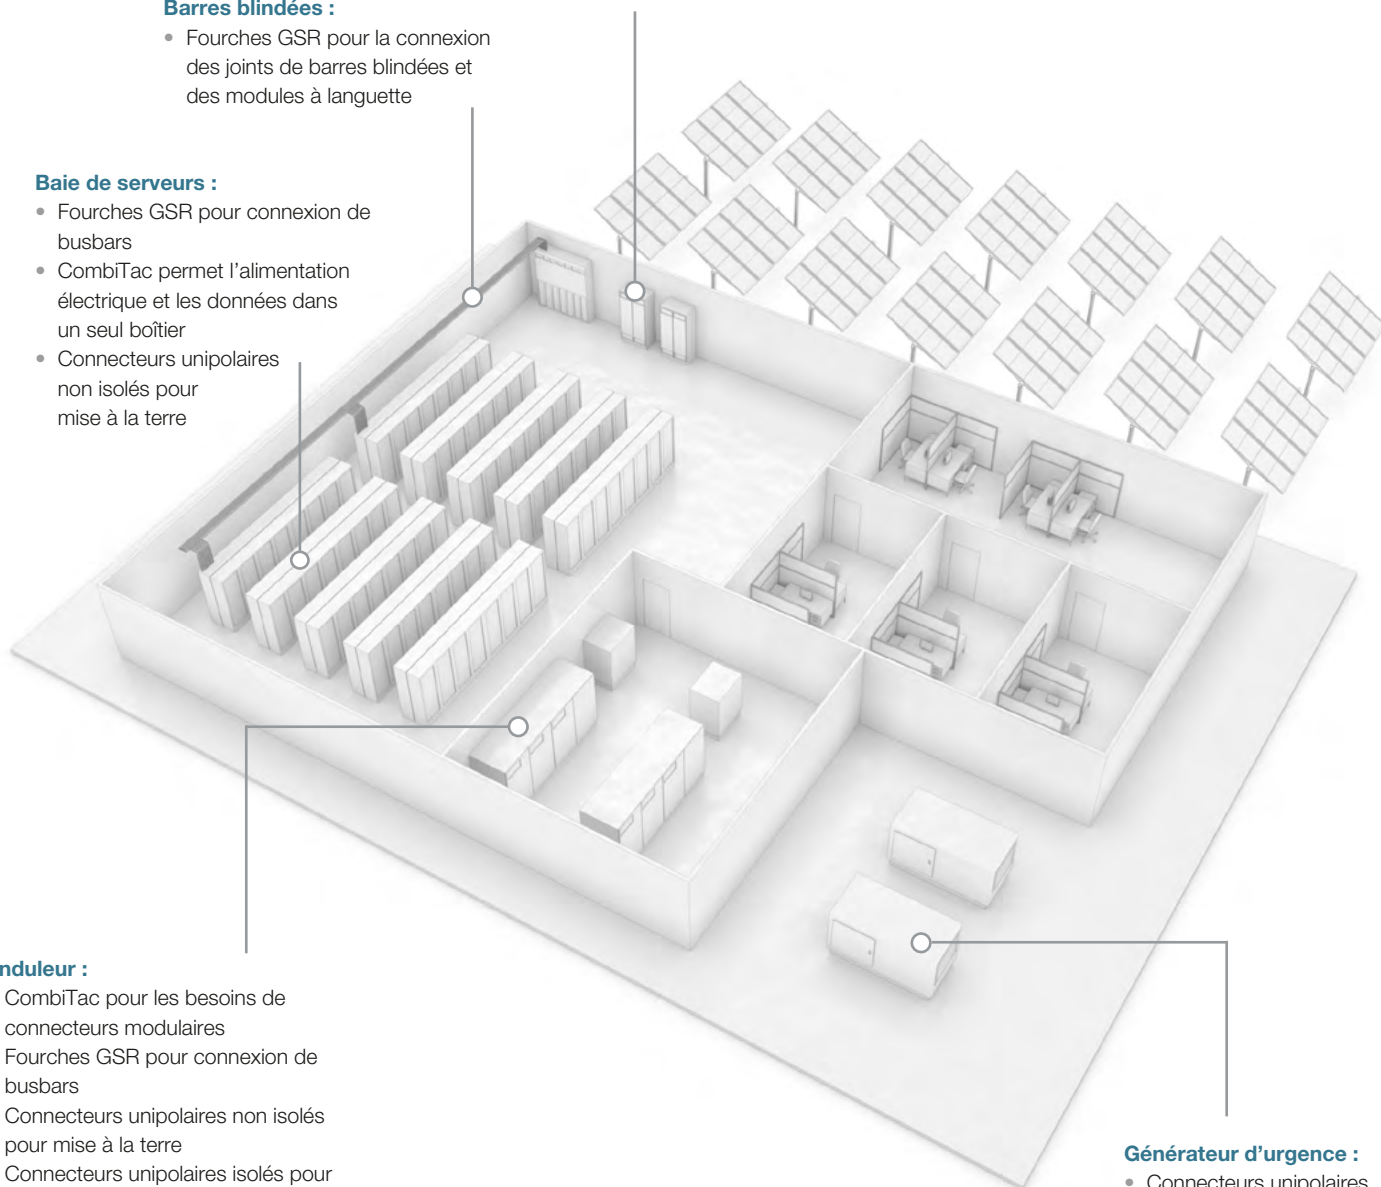 Barres blindées :
• Fourches GSR pour la connexion
des joints de barres blindées et
des modules à languette
Baie de serveurs :
• Fourches GSR pour connexion de
busbars
• CombiTac permet l’alimentation
électrique et les données dans
un seul boîtier
• Connecteurs unipolaires
non isolés pour
mise à la terre
nduleur :
CombiTac pour les besoins de
connecteurs modulaires
Fourches GSR pour connexion de
busbars
Connecteurs unipolaires non isolés
pour mise à la terre
Connecteurs unipolaires isolés pour
Générateur d’urgence :
• Connecteurs unipolaires